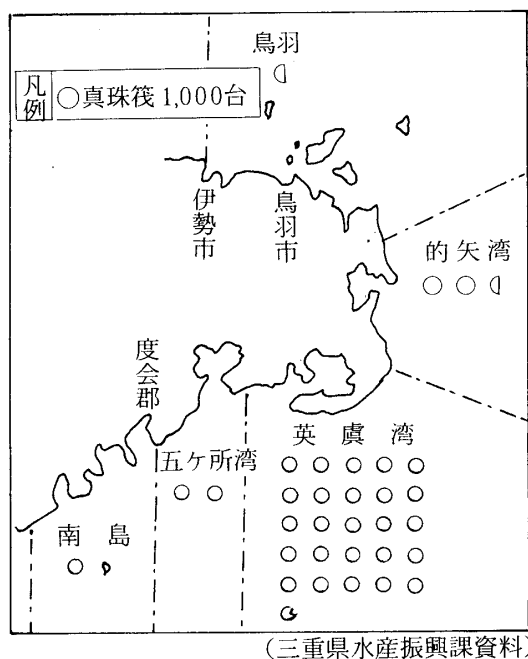 鳥羽
凡例
○真珠筏1,000台
伊勢市
鳥羽市
的矢湾
度会郡
英虞湾
五ケ所湾
南島
(三重県水産振興課資料)